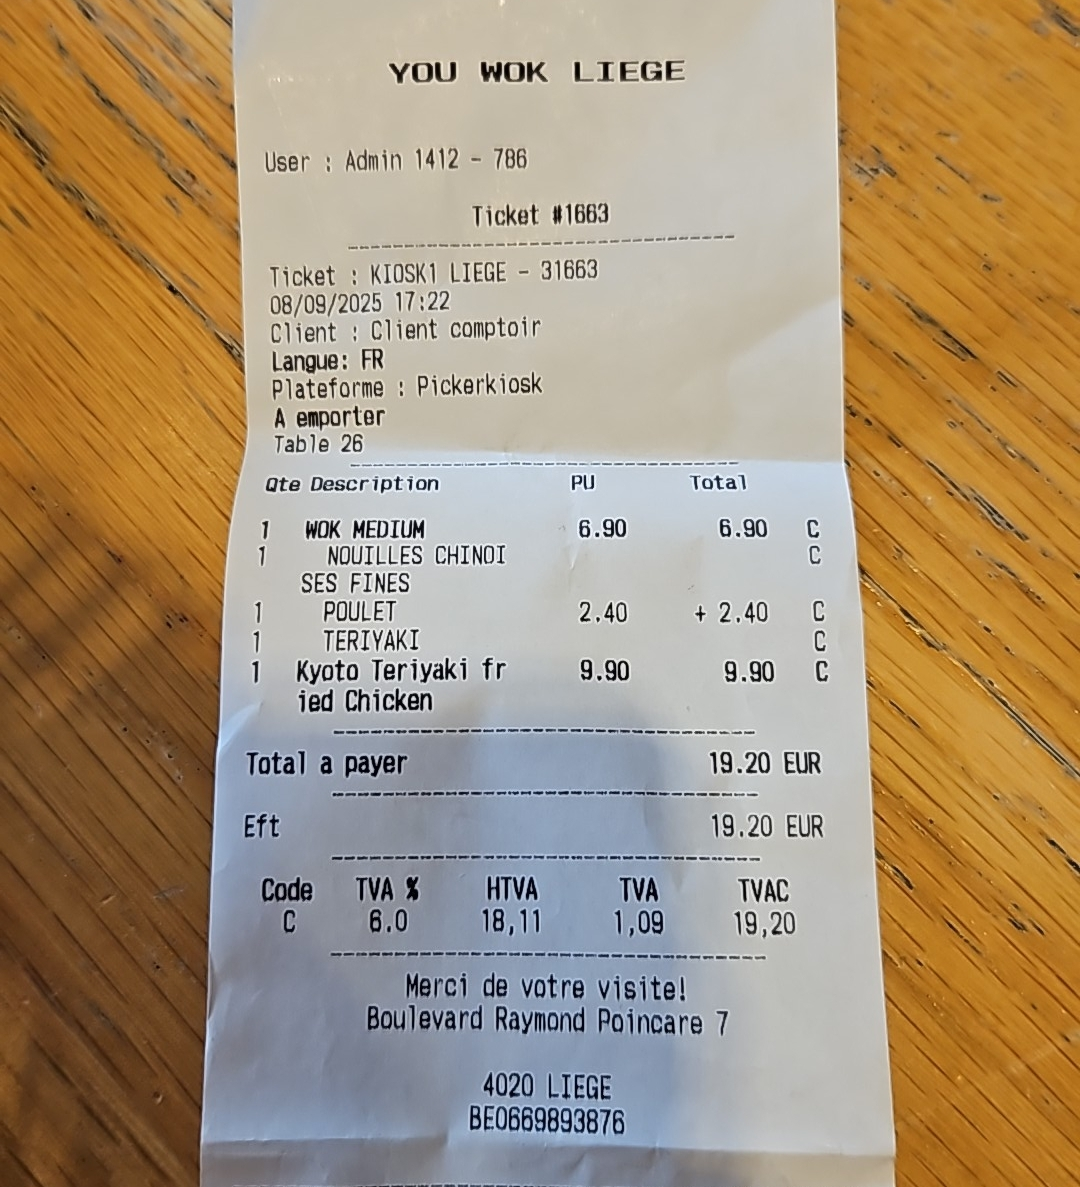 YOU WOK LIEGE
User : Admin 1412 - 786
Ticket #1663
Ticket : KIOSK1 LIEGE - 31663
08/09/2025 17:22
Client : Client comptoir
Langue: FR
Plateforme : Pickerkiosk
A emporter
Table 26
Qte Description PU Total
1 WOK MEDIUM 6.90 6.90 C
1 NOUILLES CHINOI C
SES FINES
1 POULET 2.40 + 2.40 C
1 TERIYAKI C
1 Kyoto Teriyaki fr 9.90 9.90 C
ied Chicken
Total a payer 19.20 EUR
Eft 19.20 EUR
Code TVA % HTVA TVA TVAC
C 6.0 18,11 1,09 19,20
Merci de votre visite!
Boulevard Raymond Poincare 7
4020 LIEGE
BE0669893876